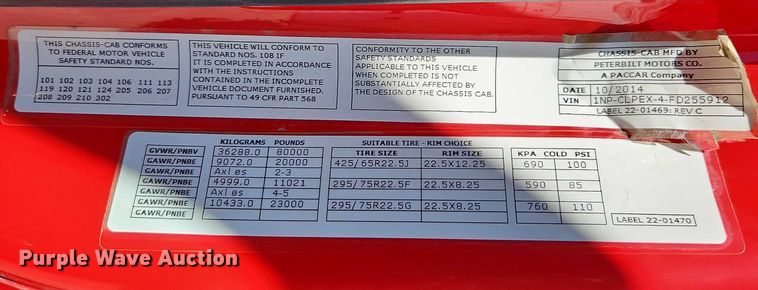 THIS CHASSIS-CAB CONFORMS
TO FEDERAL MOTOR VEHICLE
SAFETY STANDARD NOS.
101 102 103 104 106 111 113
119 120 121 124 205 206 207
208 209 210 302
THIS VEHICLE WILL CONFORM TO
STANDARD NOS. 108 IF
IT IS COMPLETED IN ACCORDANCE
WITH THE INSTRUCTIONS
CONTAINED IN THE INCOMPLETE
VEHICLE DOCUMENT FURNISHED.
PURSUANT TO 49 CFR PART 568
CONFORMITY TO THE OTHER
SAFETY STANDARDS
APPLICABLE TO THIS VEHICLE
WHEN COMPLETED IS NOT
SUBSTANTIALLY AFFECTED BY
THE DESIGN OF THE CHASSIS CAB.
CHASSIS-CAB MFD BY
PETERBILT MOTORS CO.
A PACCAR Company
DATE 10/2014
VIN 1NP-CLPEX-4-FD255912
LABEL 22-01469: REV C
KILOGRAMS POUNDS SUITABLE TIRE - RIM CHOICE
TIRE SIZE RIM SIZE KPA COLD PSI
GVWR/PNBV 36288.0 80000
GAWR/PNBE 9072.0 20000 425/65R22.5J 22.5X12.25 690 100
GAWR/PNBE Axles 2-3
GAWR/PNBE 4999.0 11021 295/75R22.5F 22.5X8.25 590 85
GAWR/PNBE Axles 4-5
GAWR/PNBE 10433.0 23000 295/75R22.5G 22.5X8.25 760 110
GAWR/PNBE
LABEL 22-01470
Purple Wave Auction